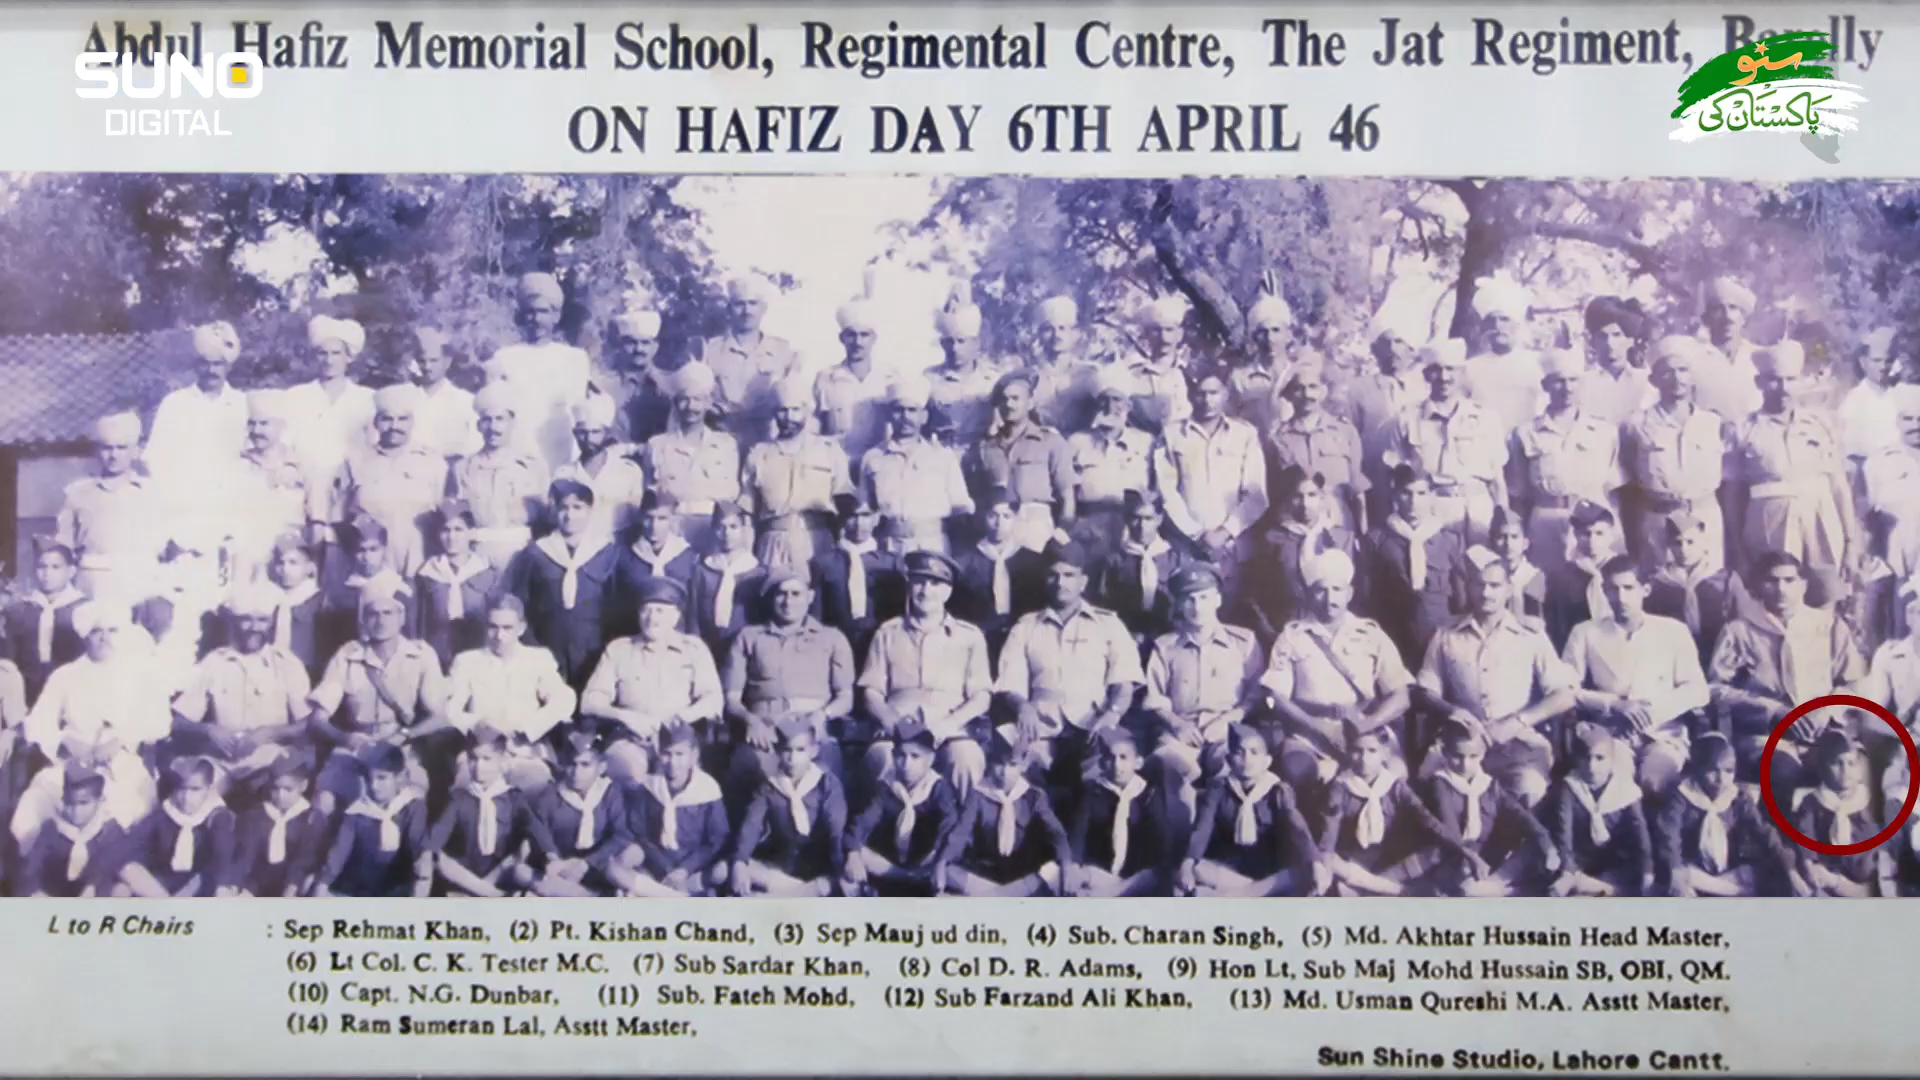 Abdul Hafiz Memorial School, Regimental Centre, The Jat Regiment,
SUNO
DIGITAL
سنو
پاکستان کی
ON HAFIZ DAY 6TH APRIL 46
L to R Chairs : Sep Rehmat Khan, (2) Pt. Kishan Chand, (3) Sep Mauj ud din, (4) Sub. Charan Singh, (5) Md. Akhtar Hussain Head Master,
(6) Lt Col. C. K. Tester M.C. (7) Sub Sardar Khan, (8) Col D. R. Adams, (9) Hon Lt, Sub Maj Mohd Hussain SB, OBI, QM.
(10) Capt. N.G. Dunbar, (11) Sub. Fateh Mohd, (12) Sub Farzand Ali Khan, (13) Md. Usman Qureshi M.A. Asstt Master,
(14) Ram Sumeran Lal, Asstt Master,
Sun Shine Studio, Lahore Cantt.